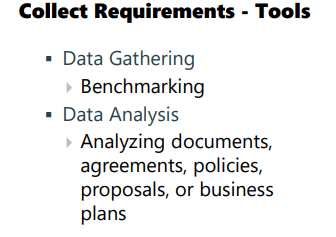 Collect Requirements - Tools
▪ Data Gathering
Benchmarking
▪ Data Analysis
Analyzing documents,
agreements, policies,
proposals, or business
plans